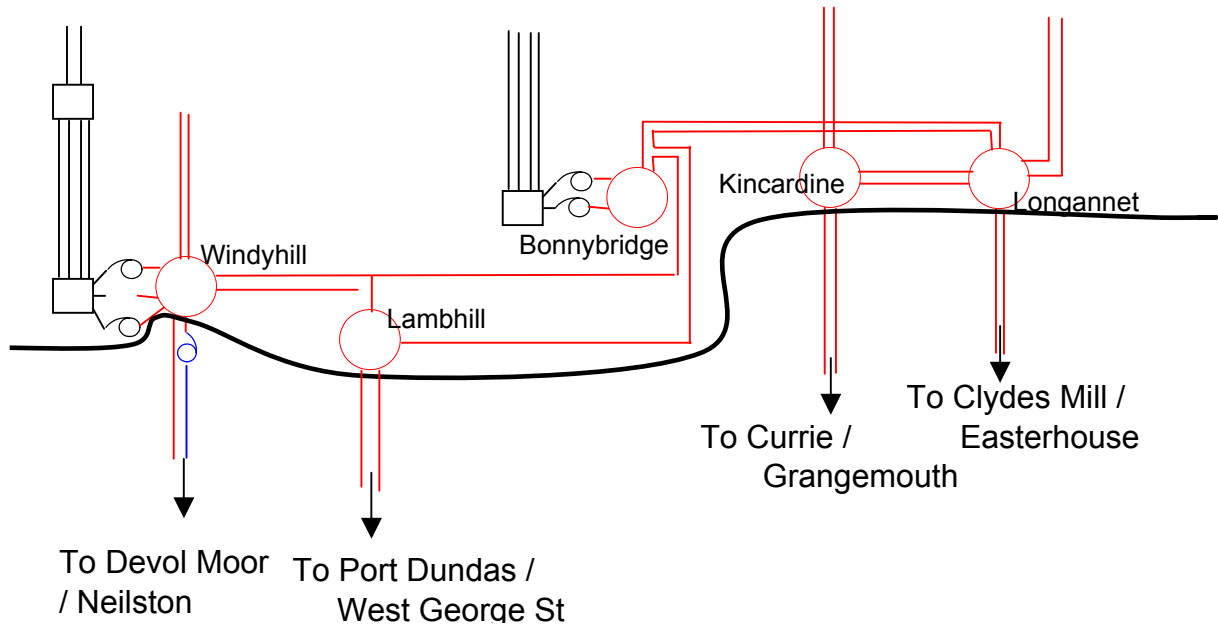 Kincardine
Longannet
Bonnybridge
Windyhill
Lambhill
To Clydes Mill /
Easterhouse
To Currie /
Grangemouth
To Devol Moor
/ Neilston
To Port Dundas /
West George St